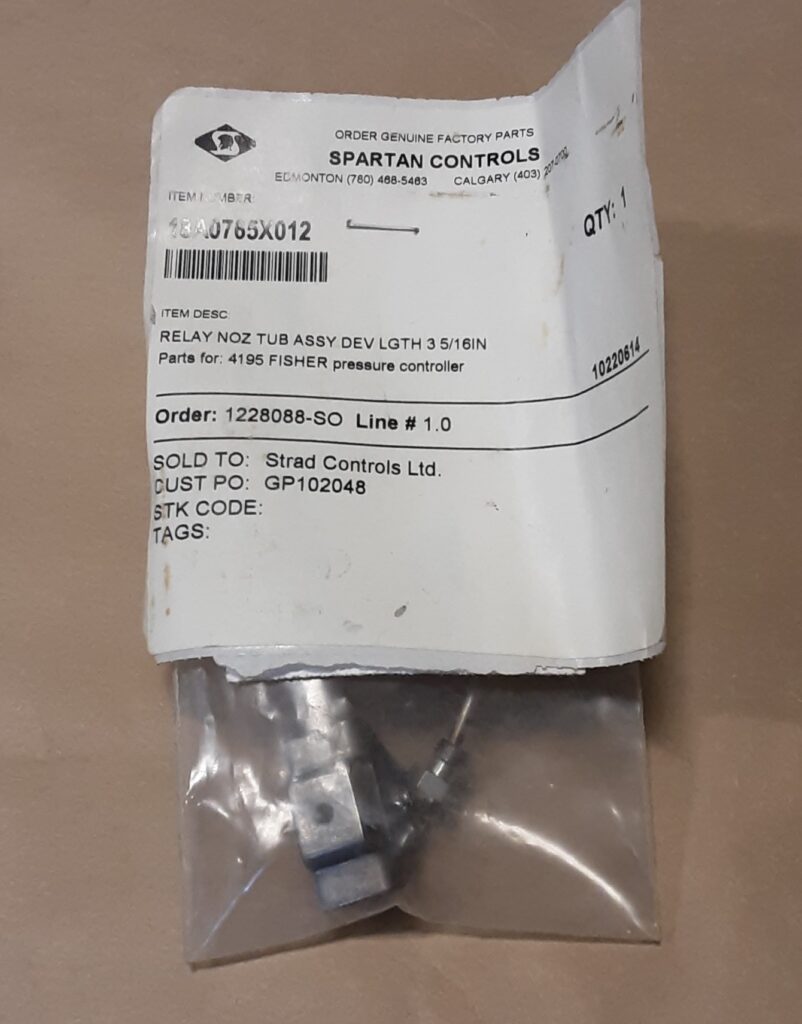 ORDER GENUINE FACTORY PARTS
SPARTAN CONTROLS
EDMONTON (780) 468-5463 CALGARY (403)
ITEM NUMBER:
QTY: 1
ITEM DESC
RELAY NOZ TUB ASSY DEV LGTH 3 5/16IN
Parts for: 4195 FISHER pressure controller
10220614
Order: 1228088-SO Line # 1.0
SOLD TO: Strad Controls Ltd.
CUST PO: GP102048
STK CODE:
TAGS: